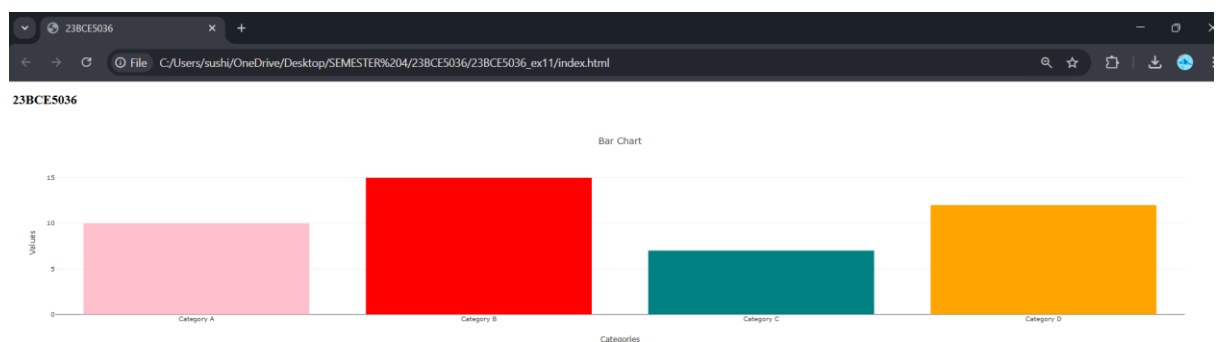 23BCE5036
File C:/Users/sushi/OneDrive/Desktop/SEMESTER%204/23BCE5036/23BCE5036_ex11/index.html
23BCE5036
Bar Chart
15
10
Values
5
0
Category A Category B Category C Category D
Categories